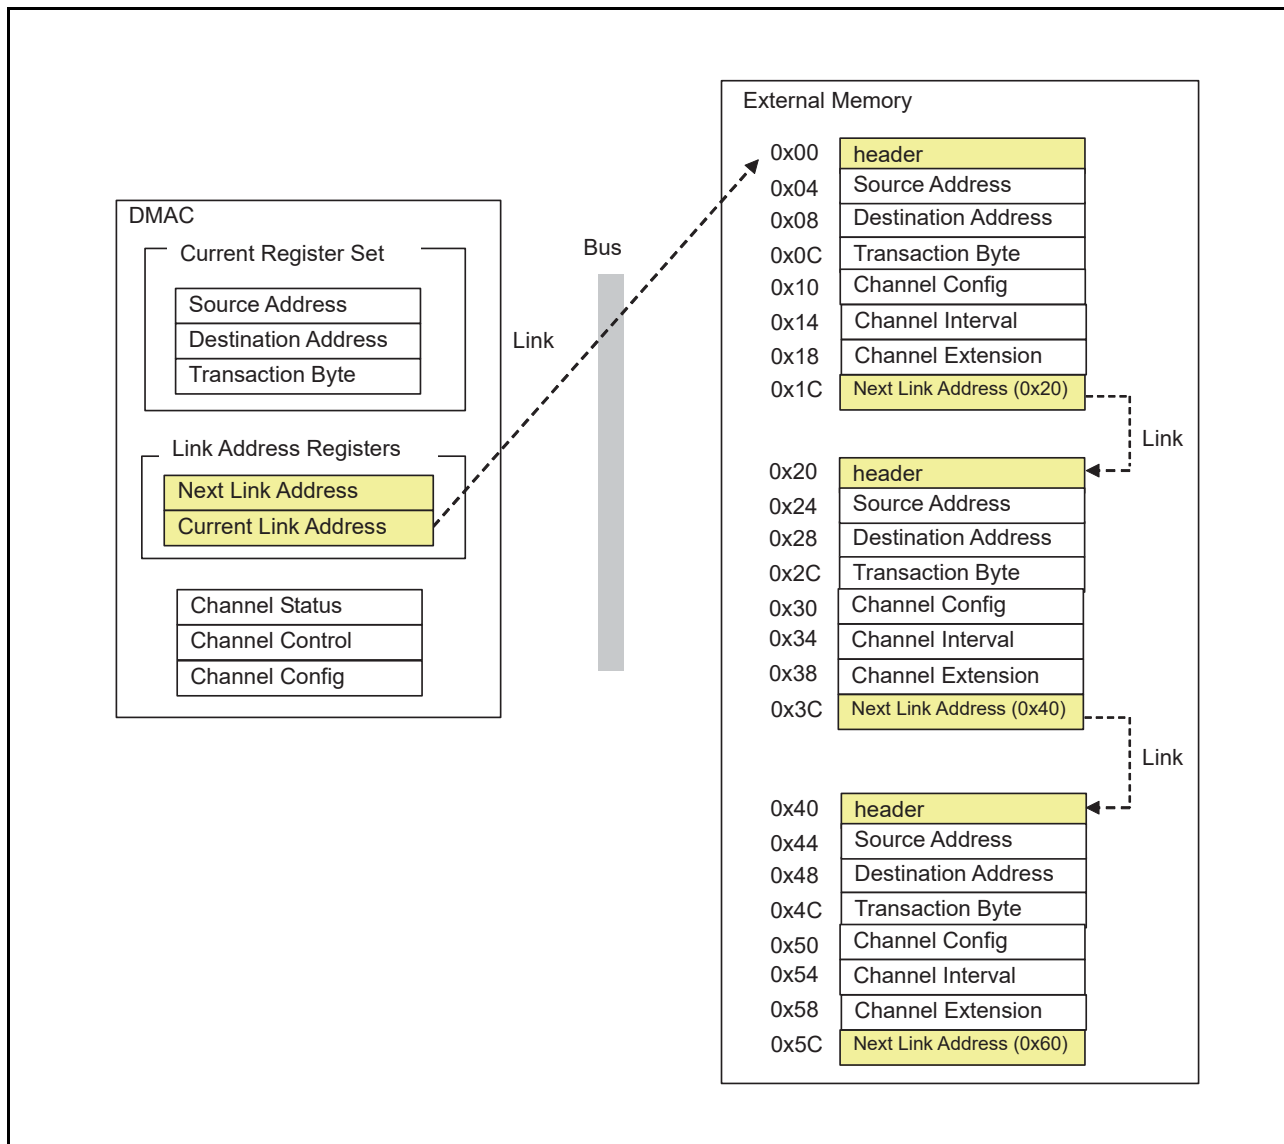 DMAC
Current Register Set
Source Address
Destination Address
Transaction Byte
Link Address Registers
Next Link Address
Current Link Address
Channel Status
Channel Control
Channel Config
Link
Bus
External Memory
0x00 header
0x04 Source Address
0x08 Destination Address
0x0C Transaction Byte
0x10 Channel Config
0x14 Channel Interval
0x18 Channel Extension
0x1C Next Link Address (0x20)
Link
0x20 header
0x24 Source Address
0x28 Destination Address
0x2C Transaction Byte
0x30 Channel Config
0x34 Channel Interval
0x38 Channel Extension
0x3C Next Link Address (0x40)
Link
0x40 header
0x44 Source Address
0x48 Destination Address
0x4C Transaction Byte
0x50 Channel Config
0x54 Channel Interval
0x58 Channel Extension
0x5C Next Link Address (0x60)